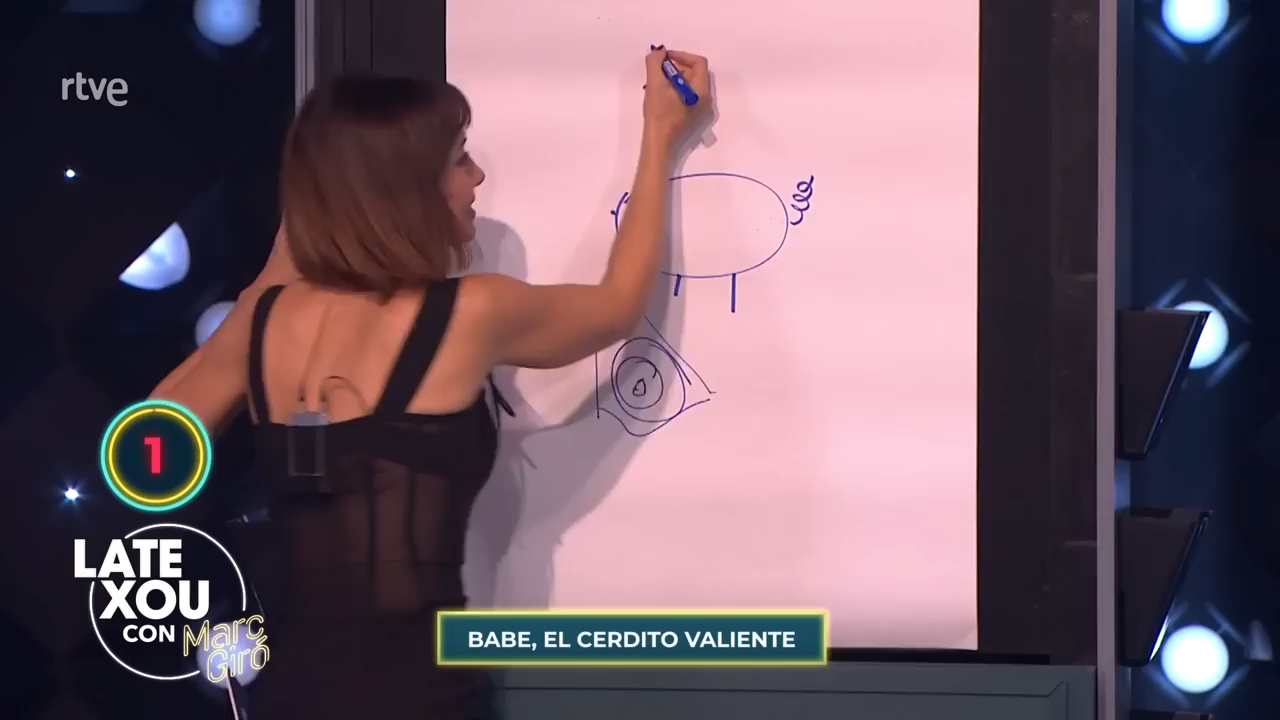 rtve
1
LATE
XOU
CON Marc
Giró
BABE, EL CERDITO VALIENTE